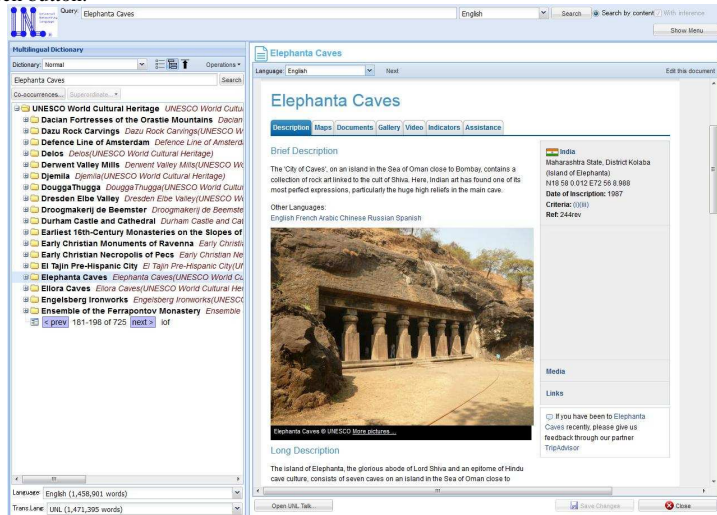 Query: Elephanta Caves English Search Search by content With inference
Show Menu
Multilingual Dictionary
Dictionary: Normal Operations
Elephanta Caves Search
Co-occurrences... Superordinate...
UNESCO World Cultural Heritage UNESCO World Cultu
Dacian Fortresses of the Orastie Mountains Dacian
Dazu Rock Carvings Dazu Rock Carvings(UNESCO W
Defence Line of Amsterdam Defence Line of Amsterd
Delos Delos(UNESCO World Cultural Heritage)
Derwent Valley Mills Derwent Valley Mills(UNESCO Wo
Djemila Djemila(UNESCO World Cultural Heritage)
DouggaThugga DouggaThugga(UNESCO World Cultur
Dresden Elbe Valley Dresden Elbe Valley(UNESCO Wo
Droogmakerij de Beemster Droogmakerij de Beemste
Durham Castle and Cathedral Durham Castle and Cat
Earliest 16th-Century Monasteries on the Slopes of
Early Christian Monuments of Ravenna Early Christi
Early Christian Necropolis of Pecs Early Christian Ne
El Tajin Pre-Hispanic City El Tajin Pre-Hispanic City(U
Elephanta Caves Elephanta Caves(UNESCO World Cu
Ellora Caves Ellora Caves(UNESCO World Cultural Her
Engelsberg Ironworks Engelsberg Ironworks(UNESCO
Ensemble of the Ferrapontov Monastery Ensemble
< prev 181-198 of 725 next > iof
Language: English (1,458,901 words)
Trans.Lang: UNL (1,471,395 words)
Elephanta Caves
Language: English Next Edit this document
Elephanta Caves
Description Maps Documents Gallery Video Indicators Assistance
Brief Description
The 'City of Caves', on an island in the Sea of Oman close to Bombay, contains a
collection of rock art linked to the cult of Shiva. Here, Indian art has found one of its
most perfect expressions, particularly the huge high reliefs in the main cave.
Other Languages:
English French Arabic Chinese Russian Spanish
Elephanta Caves © UNESCO More pictures ...
Long Description
The island of Elephanta, the glorious abode of Lord Shiva and an epitome of Hindu
cave culture, consists of seven caves on an island in the Sea of Oman close to
India
Maharashtra State, District Kolaba
(Island of Elephanta)
N18 58 0.012 E72 56 8.988
Date of Inscription: 1987
Criteria: (i)(iii)
Ref: 244rev
Media
Links
If you have been to Elephanta
Caves recently, please give us
feedback through our partner
TripAdvisor
Open UNL Talk... Save Changes Close